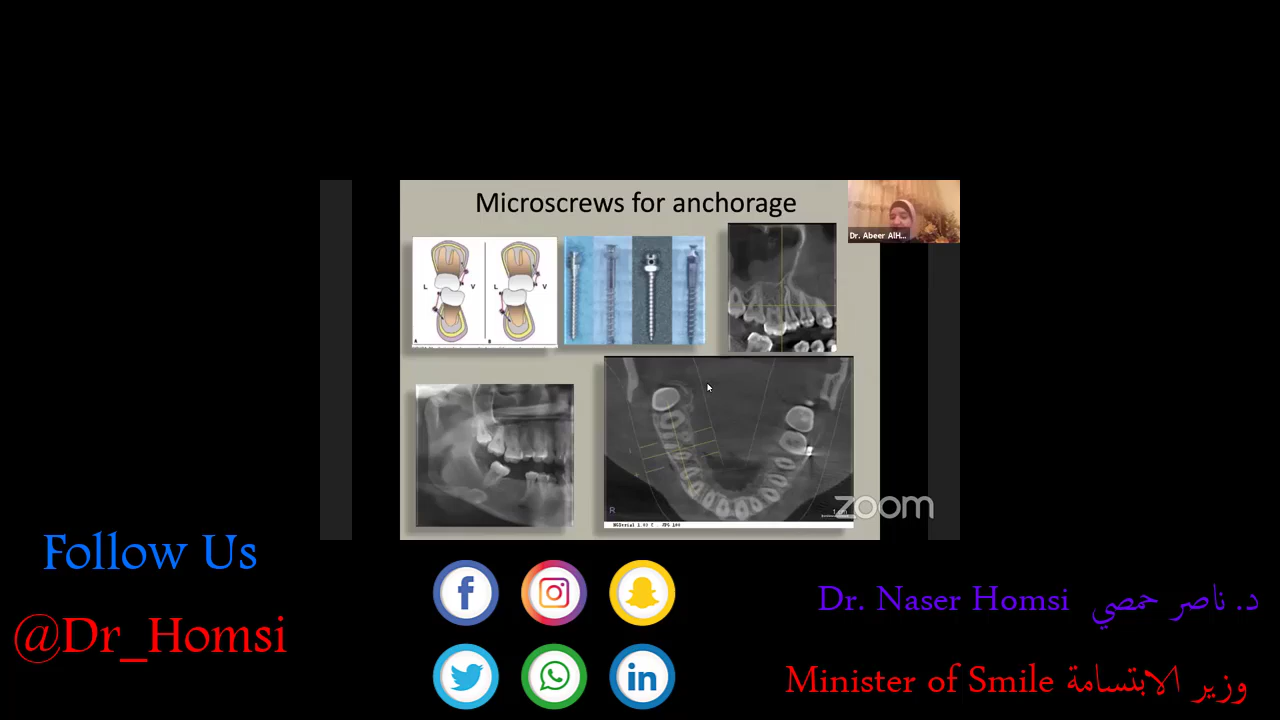 Microscrews for anchorage
Dr. Abeer AlH...
L V L V
A B
R
zoom
Follow Us
@Dr_Homsi
Dr. Naser Homsi د. ناصر حمصي
Minister of Smile وزير الابتسامة